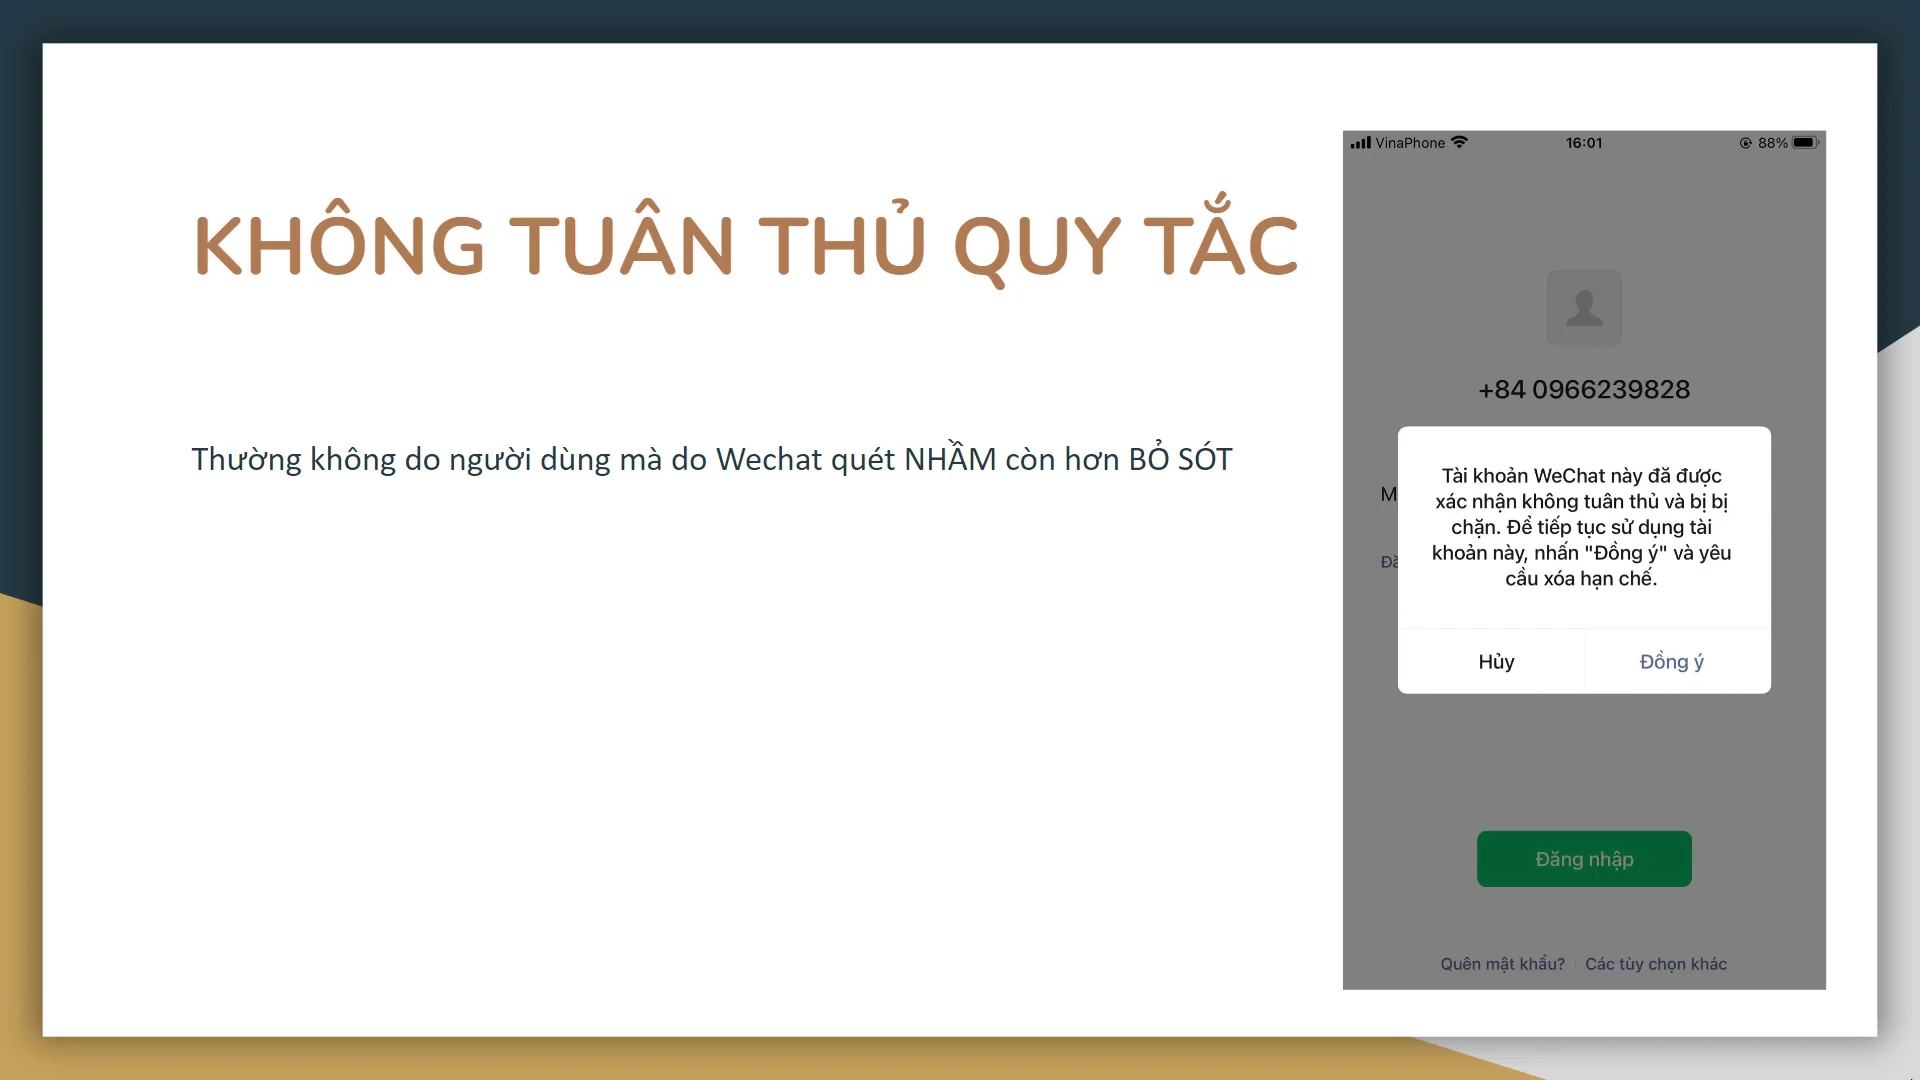 KHÔNG TUÂN THỦ QUY TẮC
Thường không do người dùng mà do Wechat quét NHẦM còn hơn BỎ SÓT
VinaPhone 16:01 88%
+84 0966239828
M
Đă
Tài khoản WeChat này đã được
xác nhận không tuân thủ và bị bị
chặn. Để tiếp tục sử dụng tài
khoản này, nhấn "Đồng ý" và yêu
cầu xóa hạn chế.
Hủy Đồng ý
Đăng nhập
Quên mật khẩu? Các tùy chọn khác